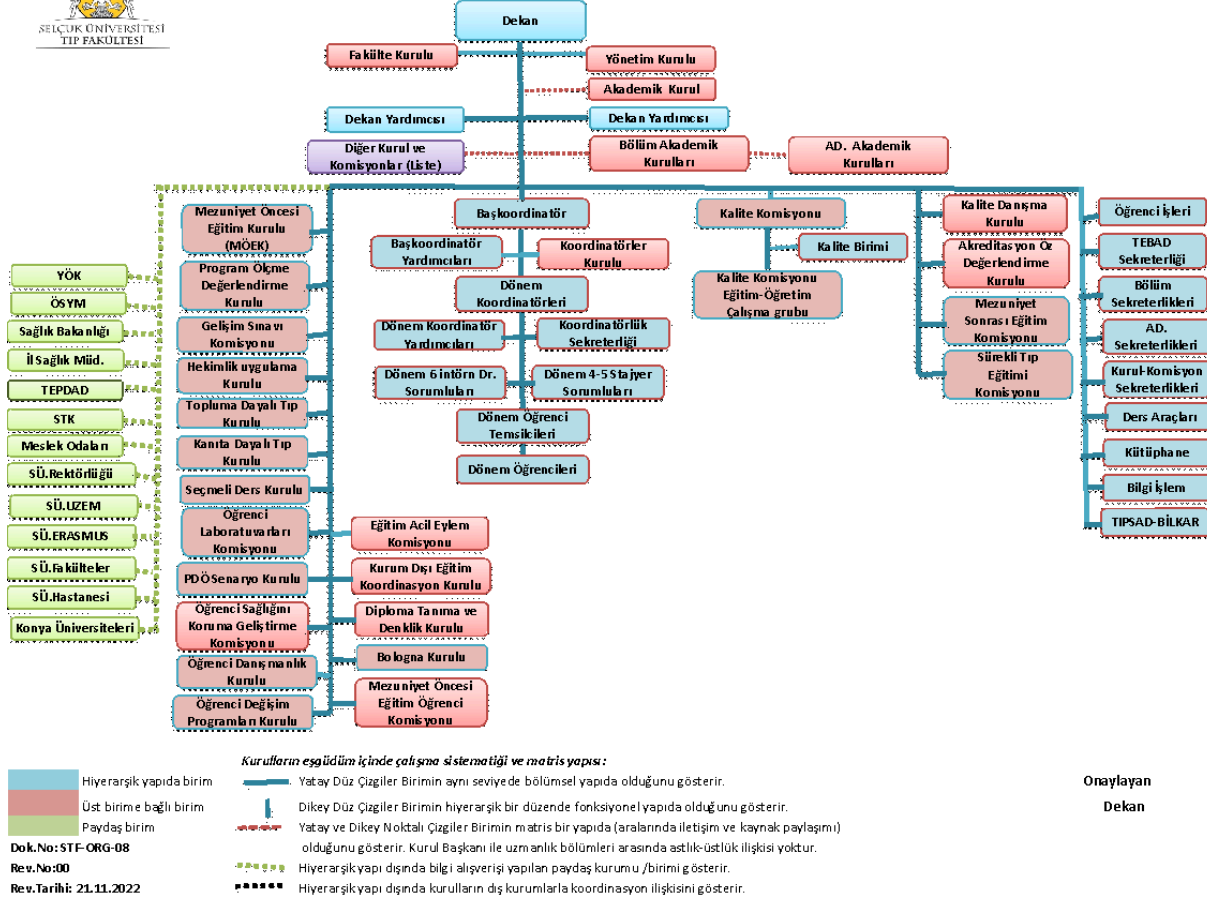 SELÇUK ÜNİVERSİTESİ
TIP FAKÜLTESİ
Dekan
Fakülte Kurulu
Yönetim Kurulu
Akademik Kurul
Dekan Yardımcısı
Dekan Yardımcısı
Diğer Kurul ve
Komisyonlar (Liste)
Bölüm Akademik
Kurulları
AD. Akademik
Kurulları
YÖK
ÖSYM
Sağlık Bakanlığı
İl Sağlık Müd.
TEPDAD
STK
Meslek Odaları
SÜ.Rektörlüğü
SÜ.UZEM
SÜ.ERASMUS
SÜ.Fakülteler
SÜ.Hastanesi
Konya Üniversiteleri
Mezuniyet Öncesi
Eğitim Kurulu
(MÖEK)
Program Ölçme
Değerlendirme
Kurulu
Gelişim Sınavı
Komisyonu
Hekimlik uygulama
Kurulu
Topluma Dayalı Tıp
Kurulu
Kanıta Dayalı Tıp
Kurulu
Seçmeli Ders Kurulu
Öğrenci
Laboratuvarları
Komisyonu
PDÖ Senaryo Kurulu
Öğrenci Sağlığını
Koruma Geliştirme
Komisyonu
Öğrenci Danışmanlık
Kurulu
Öğrenci Değişim
Programları Kurulu
Eğitim Acil Eylem
Komisyonu
Kurum Dışı Eğitim
Koordinasyon Kurulu
Diploma Tanıma ve
Denklik Kurulu
Bologna Kurulu
Mezuniyet Öncesi
Eğitim Öğrenci
Komisyonu
Başkoordinatör
Başkoordinatör
Yardımcıları
Koordinatörler
Kurulu
Dönem
Koordinatörleri
Dönem Koordinatör
Yardımcıları
Koordinatörlük
Sekreterliği
Dönem 6 intörn Dr.
Sorumluları
Dönem 4-5 Stajyer
Sorumluları
Dönem Öğrenci
Temsilcileri
Dönem Öğrencileri
Kalite Komisyonu
Kalite Birimi
Kalite Komisyonu
Eğitim-Öğretim
Çalışma grubu
Kalite Danışma
Kurulu
Akreditasyon Öz
Değerlendirme
Kurulu
Mezuniyet
Sonrası Eğitim
Komisyonu
Sürekli Tıp
Eğitimi
Komisyonu
Öğrenci İşleri
TEBAD
Sekreterliği
Bölüm
Sekreterlikleri
AD.
Sekreterlikleri
Kurul-Komisyon
Sekreterlikleri
Ders Araçları
Kütüphane
Bilgi İşlem
TIPSAD-BİLKAR
Kurulların eşgüdüm içinde çalışma sistematiği ve matris yapısı:
Hiyerarşik yapıda birim
Üst birime bağlı birim
Paydaş birim
Dok.No: STF-ORG-08
Rev.No:00
Rev.Tarihi: 21.11.2022
Yatay Düz Çizgiler Birimin aynı seviyede bölümsel yapıda olduğunu gösterir.
Dikey Düz Çizgiler Birimin hiyerarşik bir düzende fonksiyonel yapıda olduğunu gösterir.
Yatay ve Dikey Noktalı Çizgiler Birimin matris bir yapıda (aralarında iletişim ve kaynak paylaşımı)
olduğunu gösterir. Kurul Başkanı ile uzmanlık bölümleri arasında astlık-üstlük ilişkisi yoktur.
Hiyerarşik yapı dışında bilgi alışverişi yapılan paydaş kurumu /birimi gösterir.
Hiyerarşik yapı dışında kurulların dış kurumlarla koordinasyon ilişkisini gösterir.
Onaylayan
Dekan